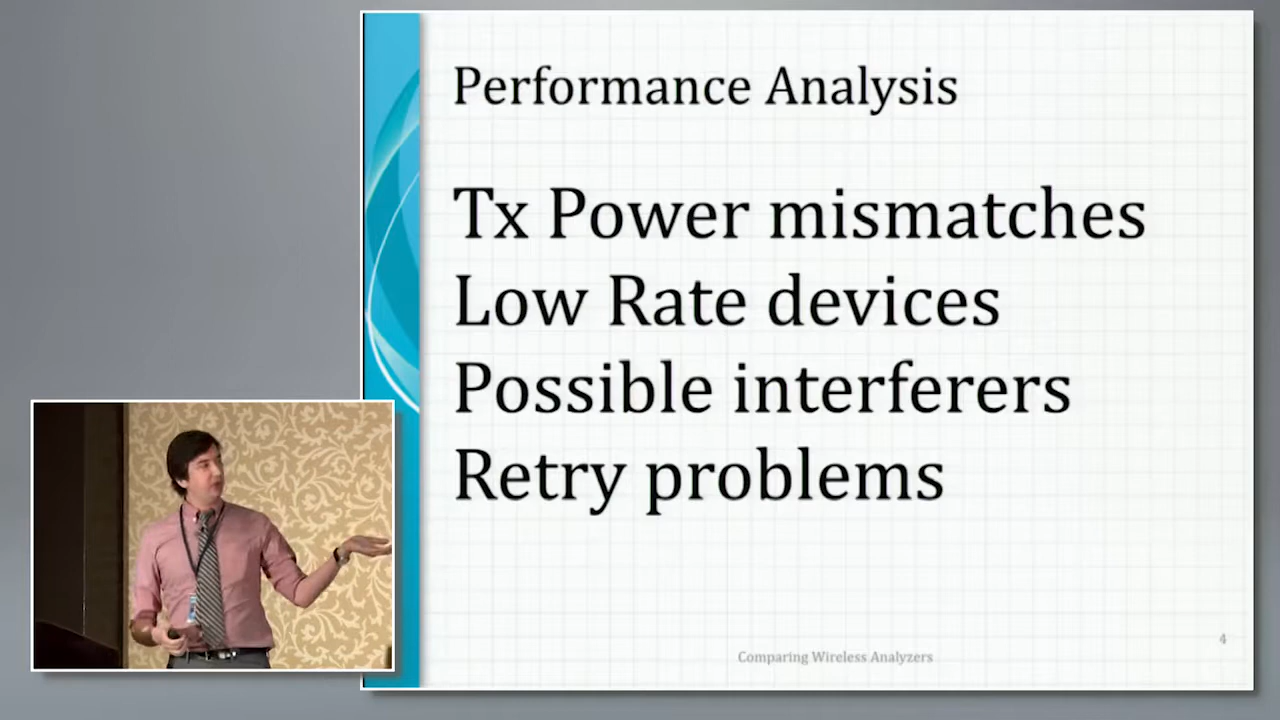 Performance Analysis
Tx Power mismatches
Low Rate devices
Possible interferers
Retry problems
4
Comparing Wireless Analyzers